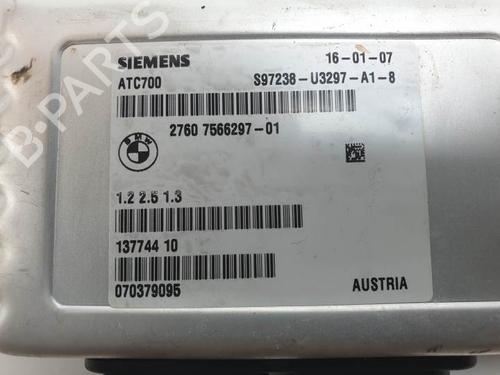 SIEMENS 16-01-07
ATC700 S97238-U3297-A1-8
BMW 2760 7566297-01
1.2 2.5 1.3
137744 10
070379095 AUSTRIA
B-PARTS